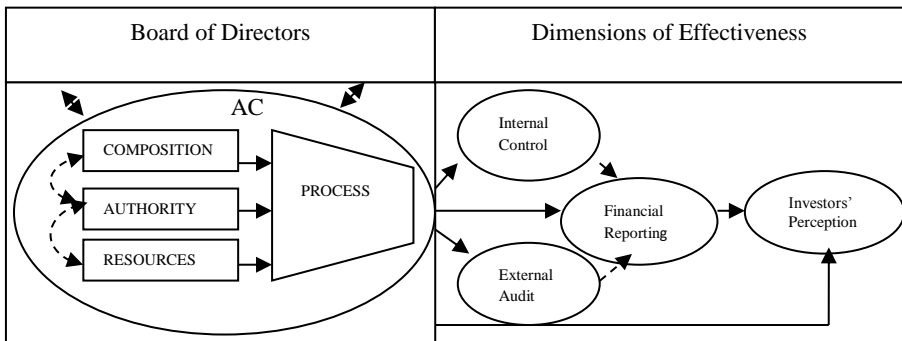 Board of Directors
Dimensions of Effectiveness
AC
COMPOSITION
AUTHORITY
RESOURCES
PROCESS
Internal
Control
Financial
Reporting
External
Audit
Investors’
Perception